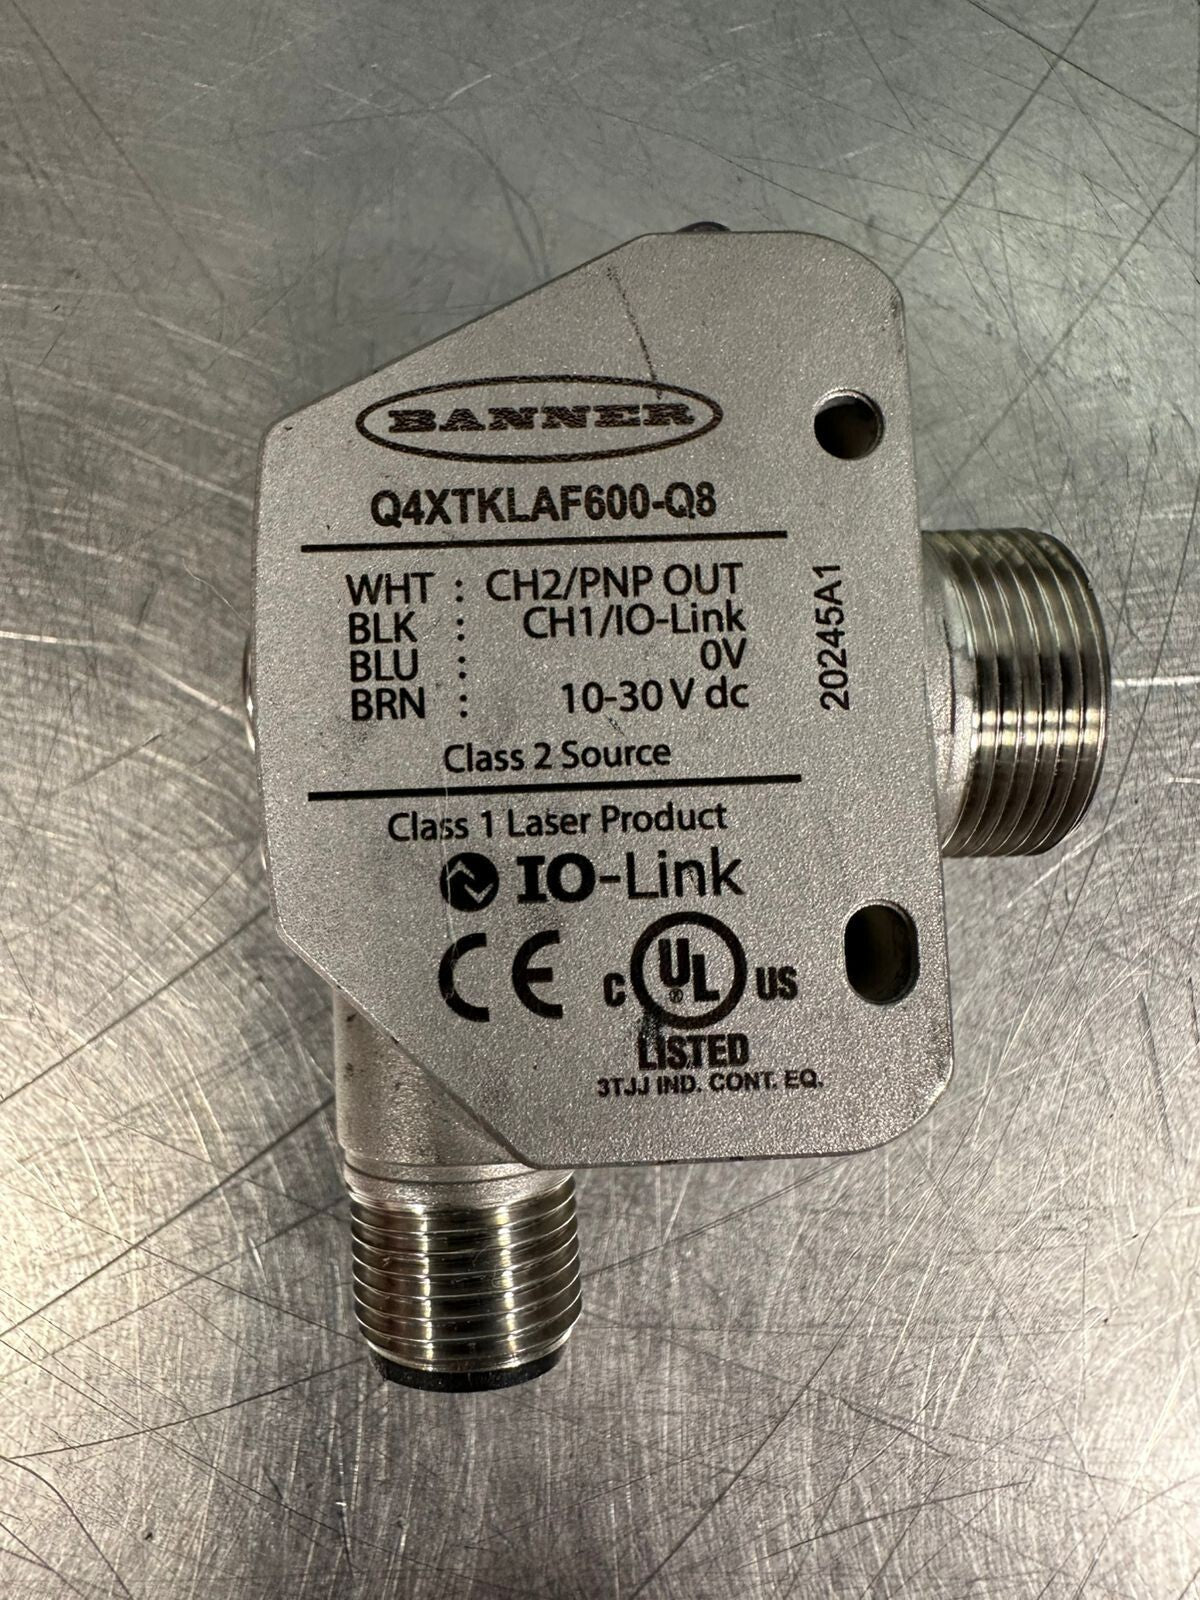 BANNER
Q4XTKLAF600-Q8
WHT : CH2/PNP OUT
BLK : CH1/IO-Link
BLU : 0V
BRN : 10-30 V dc
Class 2 Source
20245A1
Class 1 Laser Product
IO-Link
CE C UL® US
LISTED
3TJJ IND. CONT. EQ.